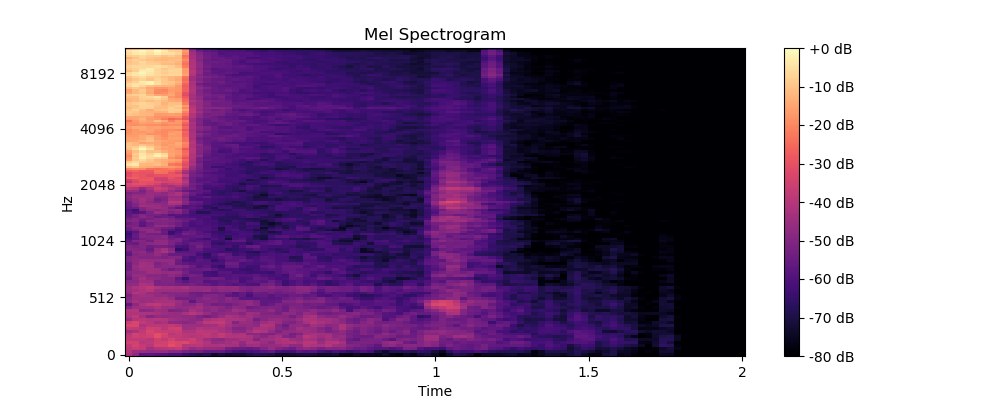 Mel Spectrogram
Hz
8192
4096
2048
1024
512
0
0 0.5 1 1.5 2
Time
+0 dB
-10 dB
-20 dB
-30 dB
-40 dB
-50 dB
-60 dB
-70 dB
-80 dB